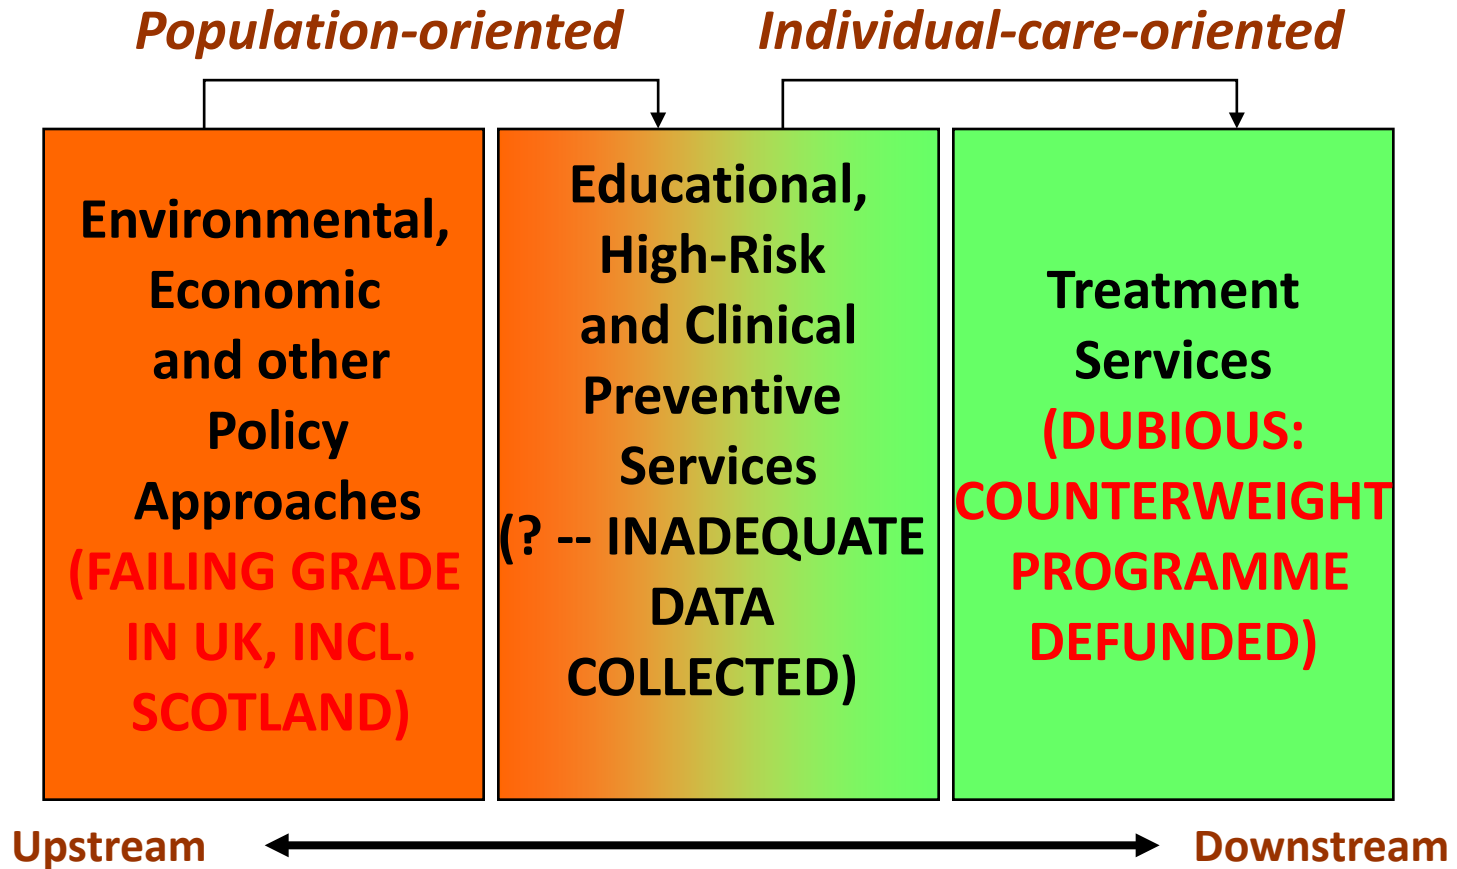 Population-oriented
Individual-care-oriented
Environmental,
Economic
and other
Policy
Approaches
(FAILING GRADE
IN UK, INCL.
SCOTLAND)
Educational,
High-Risk
and Clinical
Preventive
Services
(? -- INADEQUATE
DATA
COLLECTED)
Treatment
Services
(DUBIOUS:
COUNTERWEIGHT
PROGRAMME
DEFUNDED)
Upstream
Downstream